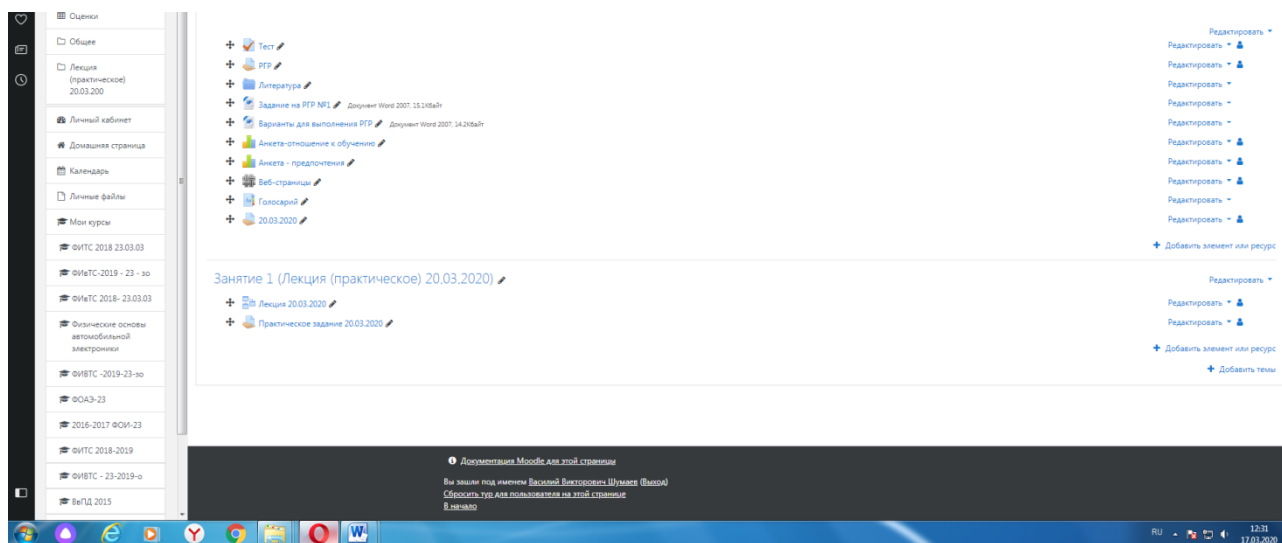 Оценки
Общее
Лекция
(практическое)
20.03.200
Личный кабинет
Домашняя страница
Календарь
Личные файлы
Мои курсы
ФИТС 2018 23.03.03
ФИвТС-2019 - 23 - зо
ФИвТС 2018- 23.03.03
Физические основы
автомобильной
электроники
ФИВТС -2019-23-зо
ФОАЭ-23
2016-2017 ФОИ-23
ФИТС 2018-2019
ФИВТС - 23-2019-о
ВвПД 2015
Редактировать
Тест Редактировать
РГР Редактировать
Литература Редактировать
Задание на РГР №1 Документ Word 2007, 15.1Кбайт Редактировать
Варианты для выполнения РГР Документ Word 2007, 14.2Кбайт Редактировать
Анкета-отношение к обучению Редактировать
Анкета - предпочтения Редактировать
Веб-страницы Редактировать
Голосарий Редактировать
20.03.2020 Редактировать
Добавить элемент или ресурс
Занятие 1 (Лекция (практическое) 20.03.2020) Редактировать
Лекция 20.03.2020 Редактировать
Практическое задание 20.03.2020 Редактировать
Добавить элемент или ресурс
Добавить темы
Документация Moodle для этой страницы
Вы зашли под именем Василий Викторович Шумаев (Выход)
Сбросить тур для пользователя на этой странице
В начало
RU
12:31
17.03.2020